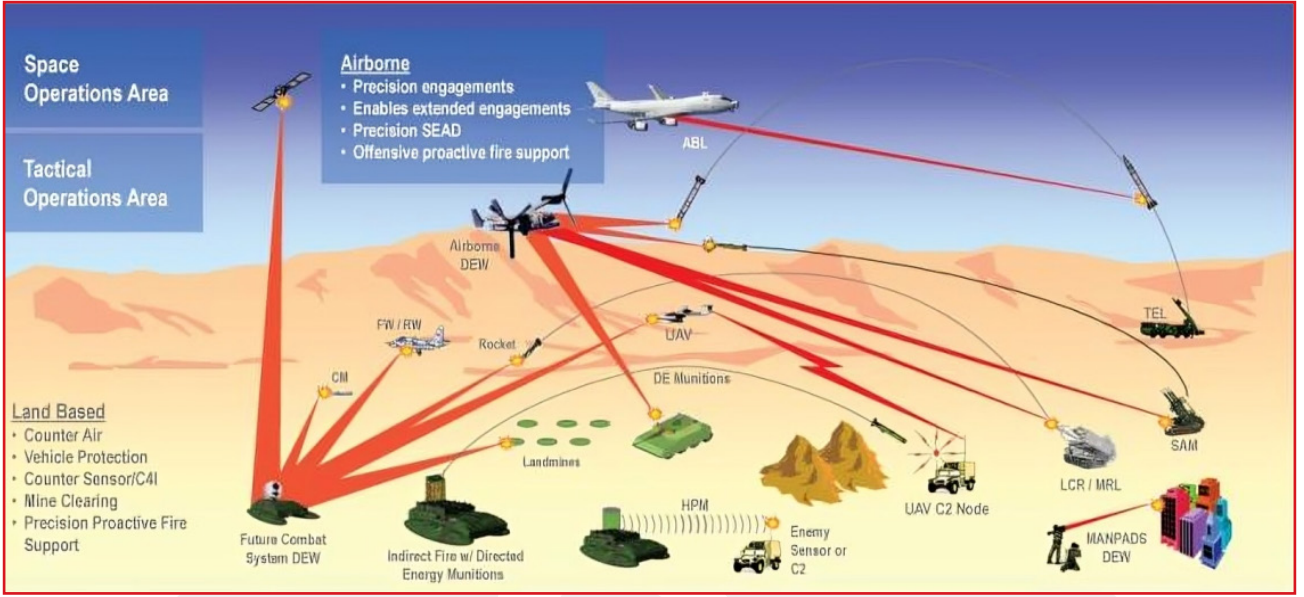 Space
Operations Area
Tactical
Operations Area
Airborne
• Precision engagements
• Enables extended engagements
• Precision SEAD
• Offensive proactive fire support
ABL
Airborne
DEW
TEL
FW / RW
Rocket
UAV
CM
DE Munitions
Land Based
• Counter Air
• Vehicle Protection
• Counter Sensor/C4I
• Mine Clearing
• Precision Proactive Fire
Support
Landmines
SAM
LCR / MRL
UAV C2 Node
HPM
Future Combat
System DEW
Indirect Fire w/ Directed
Energy Munitions
Enemy
Sensor or
C2
MANPADS
DEW